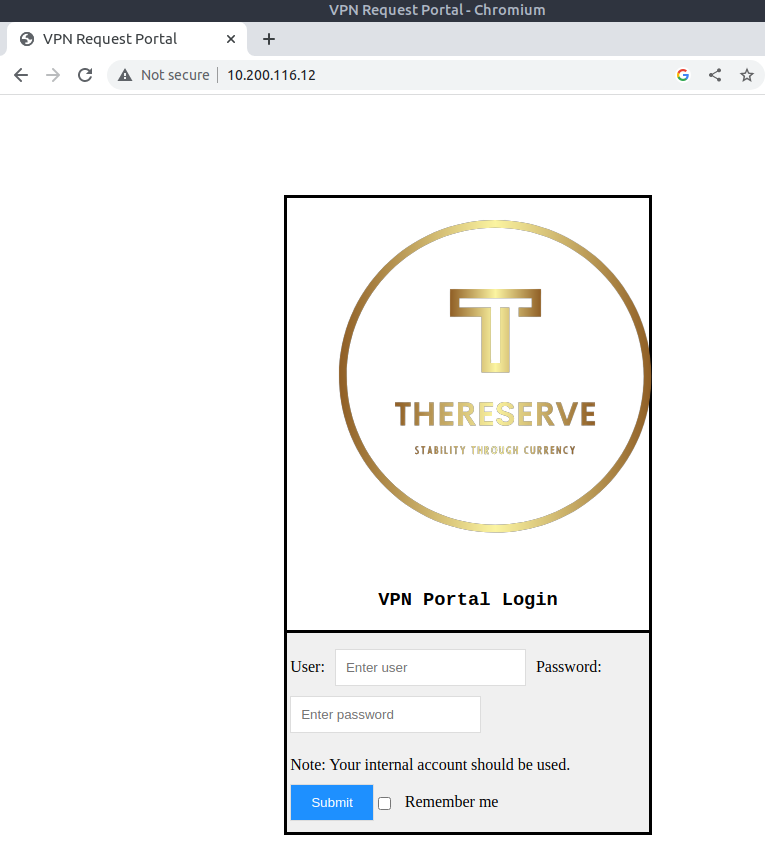 VPN Request Portal - Chromium
VPN Request Portal
Not secure 10.200.116.12
THERESERVE
STABILITY THROUGH CURRENCY
VPN Portal Login
User: Enter user Password:
Enter password
Note: Your internal account should be used.
Submit Remember me